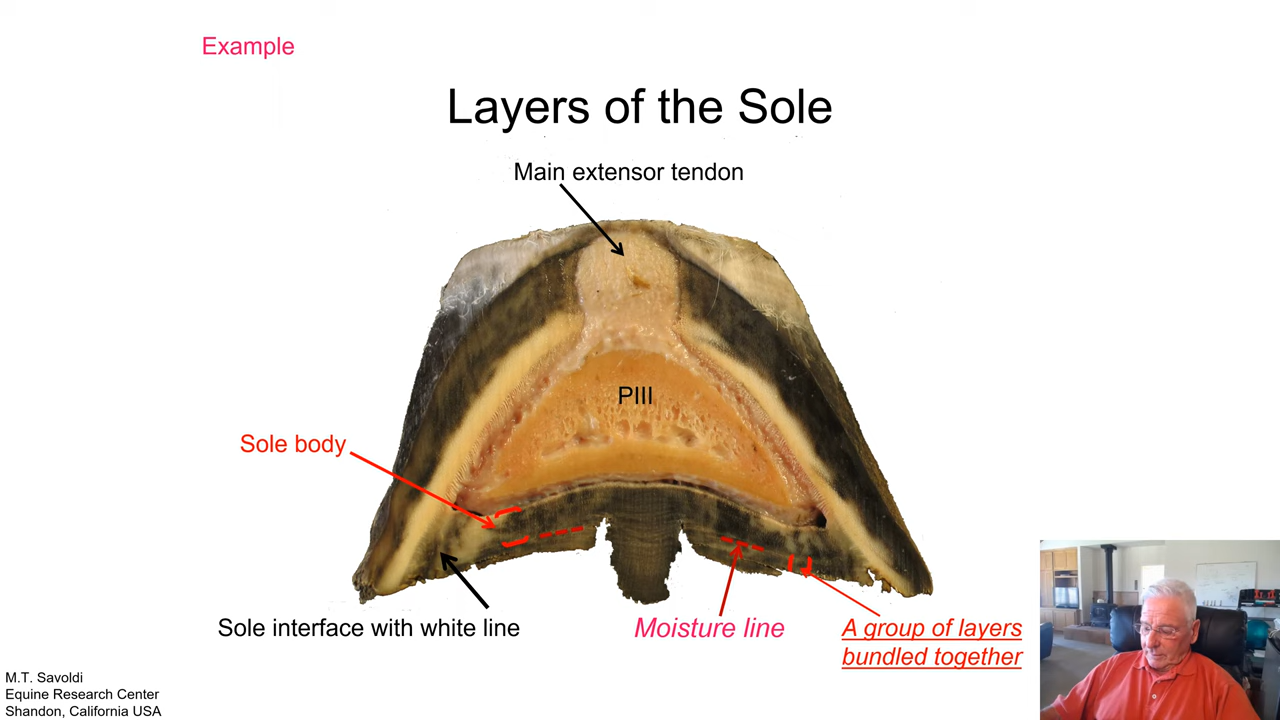 Example
Layers of the Sole
Main extensor tendon
PIII
Sole body
Sole interface with white line
Moisture line
A group of layers
bundled together
M.T. Savoldi
Equine Research Center
Shandon, California USA